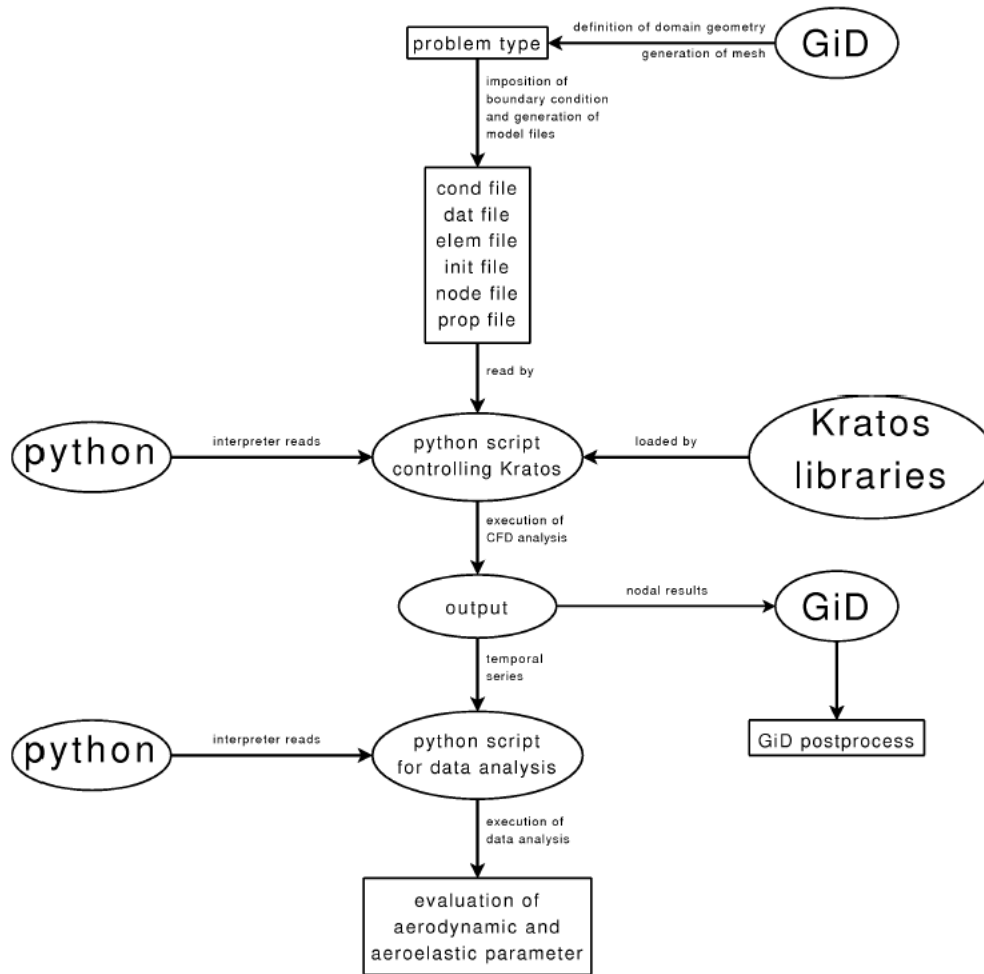 definition of domain geometry
problem type
GiD
generation of mesh
imposition of
boundary condition
and generation of
model files
cond file
dat file
elem file
init file
node file
prop file
read by
python
interpreter reads
python script
controlling Kratos
loaded by
Kratos
libraries
execution of
CFD analysis
output
nodal results
GiD
temporal
series
python
interpreter reads
python script
for data analysis
GiD postprocess
execution of
data analysis
evaluation of
aerodynamic and
aeroelastic parameter